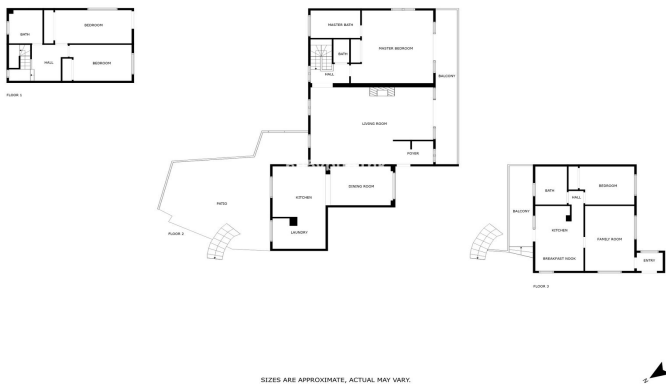 BATH
BEDROOM
HALL
BEDROOM
FLOOR 1
MASTER BATH
BATH
MASTER BEDROOM
HALL
BALCONY
LIVING ROOM
FOYER
KITCHEN
DINING ROOM
LAUNDRY
PATIO
FLOOR 2
BATH
BEDROOM
HALL
BALCONY
KITCHEN
FAMILY ROOM
BREAKFAST NOOK
ENTRY
FLOOR 3
SIZES ARE APPROXIMATE, ACTUAL MAY VARY.
N